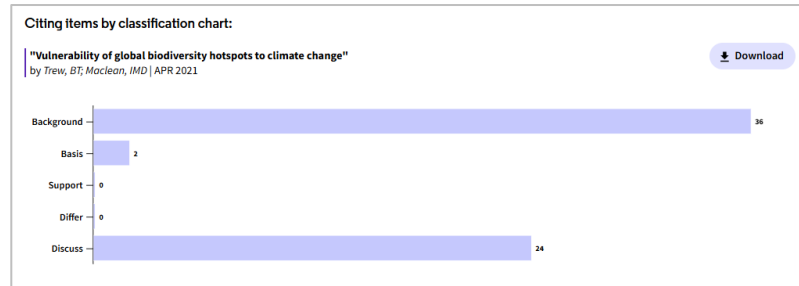 Citing items by classification chart:
"Vulnerability of global biodiversity hotspots to climate change"
by Trew, BT; Maclean, IMD | APR 2021
Download
Background 36
Basis 2
Support 0
Differ 0
Discuss 24